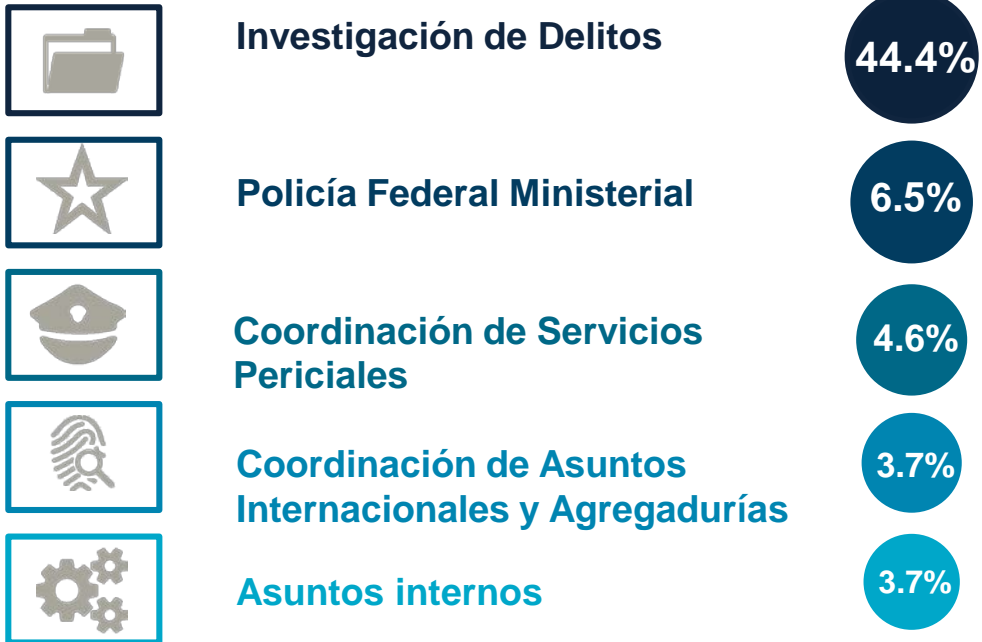 Investigación de Delitos
44.4%
Policía Federal Ministerial
6.5%
Coordinación de Servicios
Periciales
4.6%
Coordinación de Asuntos
Internacionales y Agregadurías
3.7%
Asuntos internos
3.7%